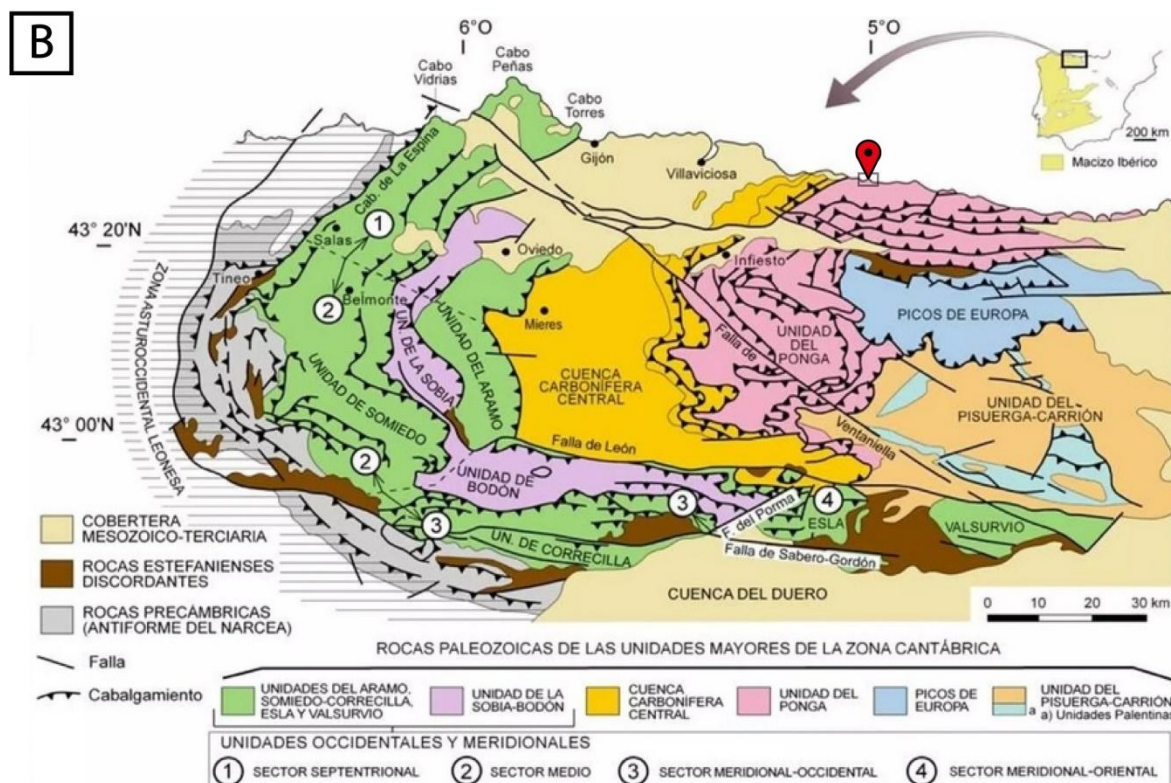 B
6°O
5°O
Cabo
Peñas
Cabo
Vidrias
Cabo
Torres
Gijón
Villaviciosa
200 km
Macizo Ibérico
Cab. de La Espina
43° 20'
1
Salas
Oviedo
Infiesto
Tineo
2
Belmonte
Mieres
ZONA ASTUROCCIDENTAL LEONESA
UN. DE LA SOBIA
UNIDAD DEL ARAMO
CUENCA
CARBONÍFERA
CENTRAL
Falla de
Ventaniella
UNIDAD
DEL
PONGA
PICOS DE EUROPA
UNIDAD DEL
PISUERGA-CARRIÓN
43° 00'
UNIDAD DE SOMIEDO
Falla de León
2
UNIDAD DE
BODÓN
3
3
F. del Porma
4
ESLA
VALSURVIO
UN. DE CORRECILLA
Falla de Sabero-Gordón
CUENCA DEL DUERO
COBERTERA
MESOZOICO-TERCIARIA
ROCAS ESTEFANIENSES
DISCORDANTES
ROCAS PRECÁMBRICAS
(ANTIFORME DEL NARCEA)
0 10 20 30 km
Falla
Cabalgamiento
ROCAS PALEOZOICAS DE LAS UNIDADES MAYORES DE LA ZONA CANTÁBRICA
UNIDADES DEL ARAMO,
SOMIEDO-CORRECILLA,
ESLA Y VALSURVIO
UNIDAD DE LA
SOBIA-BODÓN
CUENCA
CARBONÍFERA
CENTRAL
UNIDAD DEL
PONGA
PICOS DE
EUROPA
UNIDAD DEL
PISUERGA-CARRIÓN
a a) Unidades Palentinas
UNIDADES OCCIDENTALES Y MERIDIONALES
1 SECTOR SEPTENTRIONAL
2 SECTOR MEDIO
3 SECTOR MERIDIONAL-OCCIDENTAL
4 SECTOR MERIDIONAL-ORIENTAL